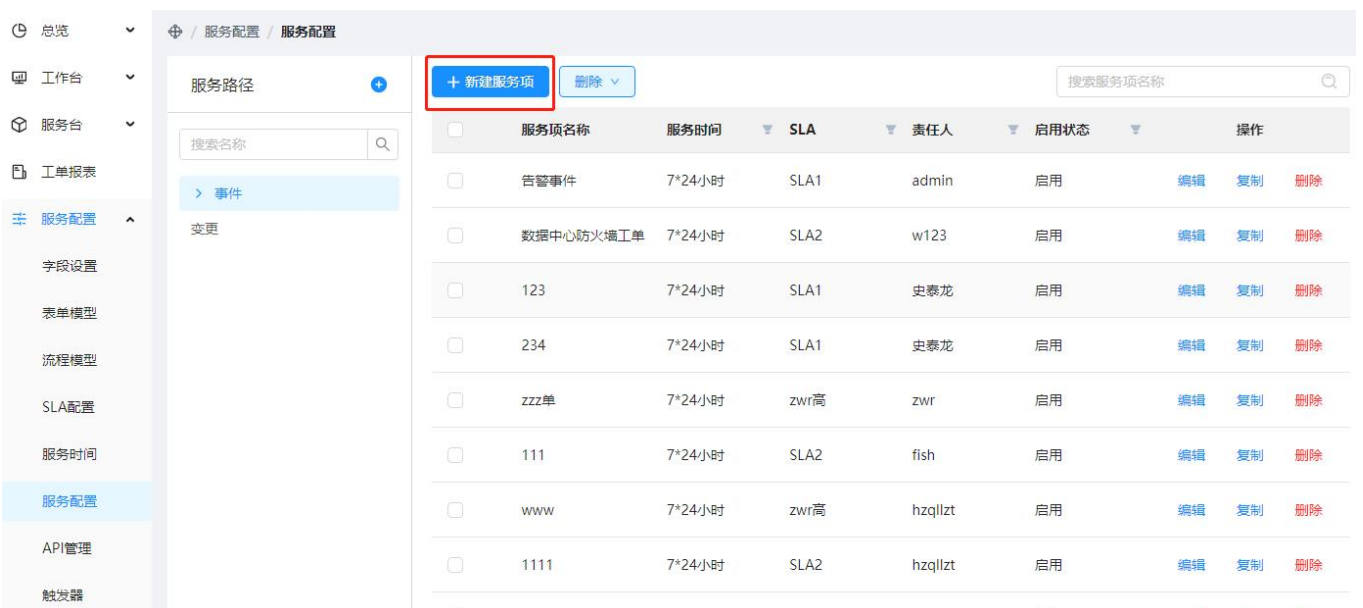 总览
工作台
服务台
工单报表
服务配置
字段设置
表单模型
流程模型
SLA配置
服务时间
服务配置
API管理
触发器
/ 服务配置 / 服务配置
服务路径
搜索名称
事件
变更
+ 新建服务项 删除 搜索服务项名称
服务项名称 服务时间 SLA 责任人 启用状态 操作
告警事件 7*24小时 SLA1 admin 启用 编辑 复制 删除
数据中心防火墙工单 7*24小时 SLA2 w123 启用 编辑 复制 删除
123 7*24小时 SLA1 史泰龙 启用 编辑 复制 删除
234 7*24小时 SLA1 史泰龙 启用 编辑 复制 删除
zzz单 7*24小时 zwr高 zwr 启用 编辑 复制 删除
111 7*24小时 SLA2 fish 启用 编辑 复制 删除
www 7*24小时 zwr高 hzqllzt 启用 编辑 复制 删除
1111 7*24小时 SLA2 hzqllzt 启用 编辑 复制 删除